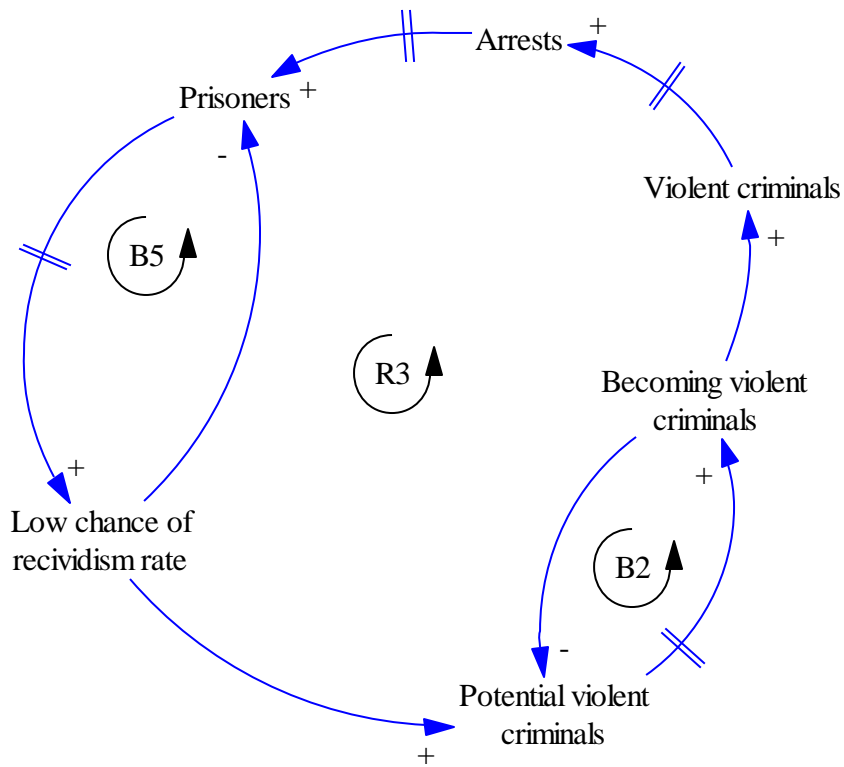 Arrests
+
Prisoners
+
-
Violent criminals
+
B5
R3
Becoming violent
criminals
+
+
Low chance of
recividism rate
B2
-
Potential violent
criminals
+